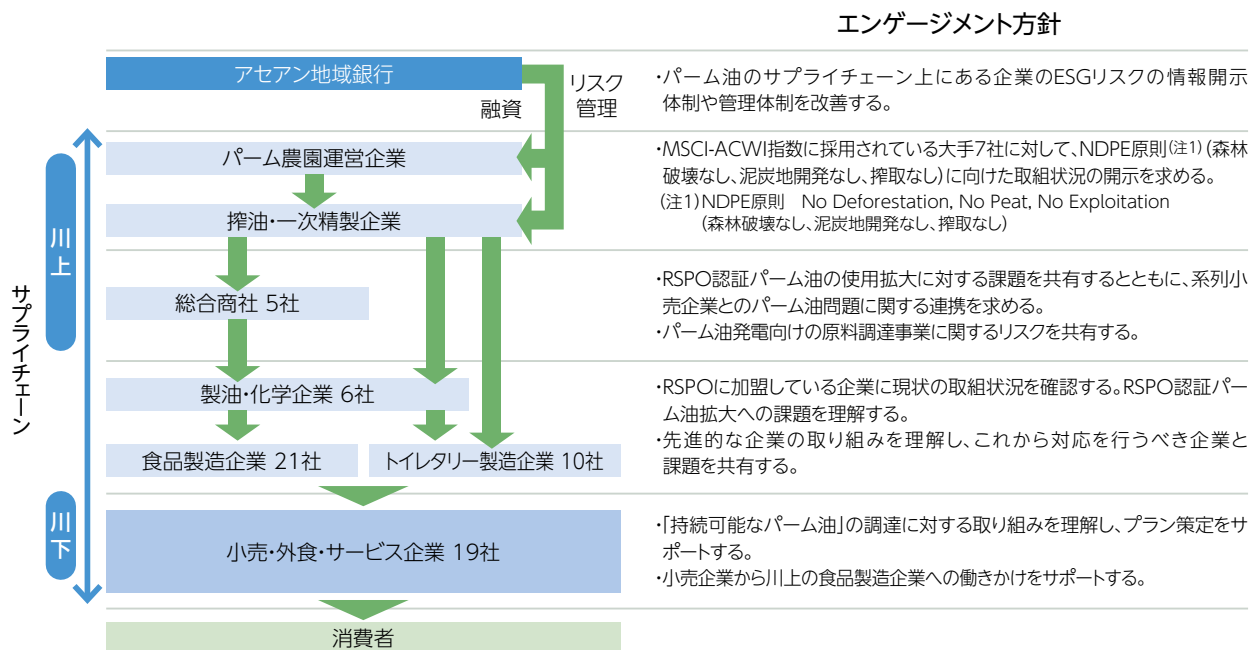 エンゲージメント方針
アセアン地域銀行
融資
リスク
管理
・パーム油のサプライチェーン上にある企業のESGリスクの情報開示
体制や管理体制を改善する。
サプライチェーン
川上
パーム農園運営企業
搾油・一次精製企業
・MSCI-ACWI指数に採用されている大手7社に対して、NDPE原則(注1)(森林
破壊なし、泥炭地開発なし、搾取なし)に向けた取組状況の開示を求める。
(注1)NDPE原則 No Deforestation, No Peat, No Exploitation
(森林破壊なし、泥炭地開発なし、搾取なし)
総合商社 5社
・RSPO認証パーム油の使用拡大に対する課題を共有するとともに、系列小
売企業とのパーム油問題に関する連携を求める。
・パーム油発電向けの原料調達事業に関するリスクを共有する。
製油・化学企業 6社
食品製造企業 21社
トイレタリー製造企業 10社
・RSPOに加盟している企業に現状の取組状況を確認する。RSPO認証パー
ム油拡大への課題を理解する。
・先進的な企業の取り組みを理解し、これから対応を行うべき企業と
課題を共有する。
川下
小売・外食・サービス企業 19社
・「持続可能なパーム油」の調達に対する取り組みを理解し、プラン策定をサ
ポートする。
・小売企業から川上の食品製造企業への働きかけをサポートする。
消費者